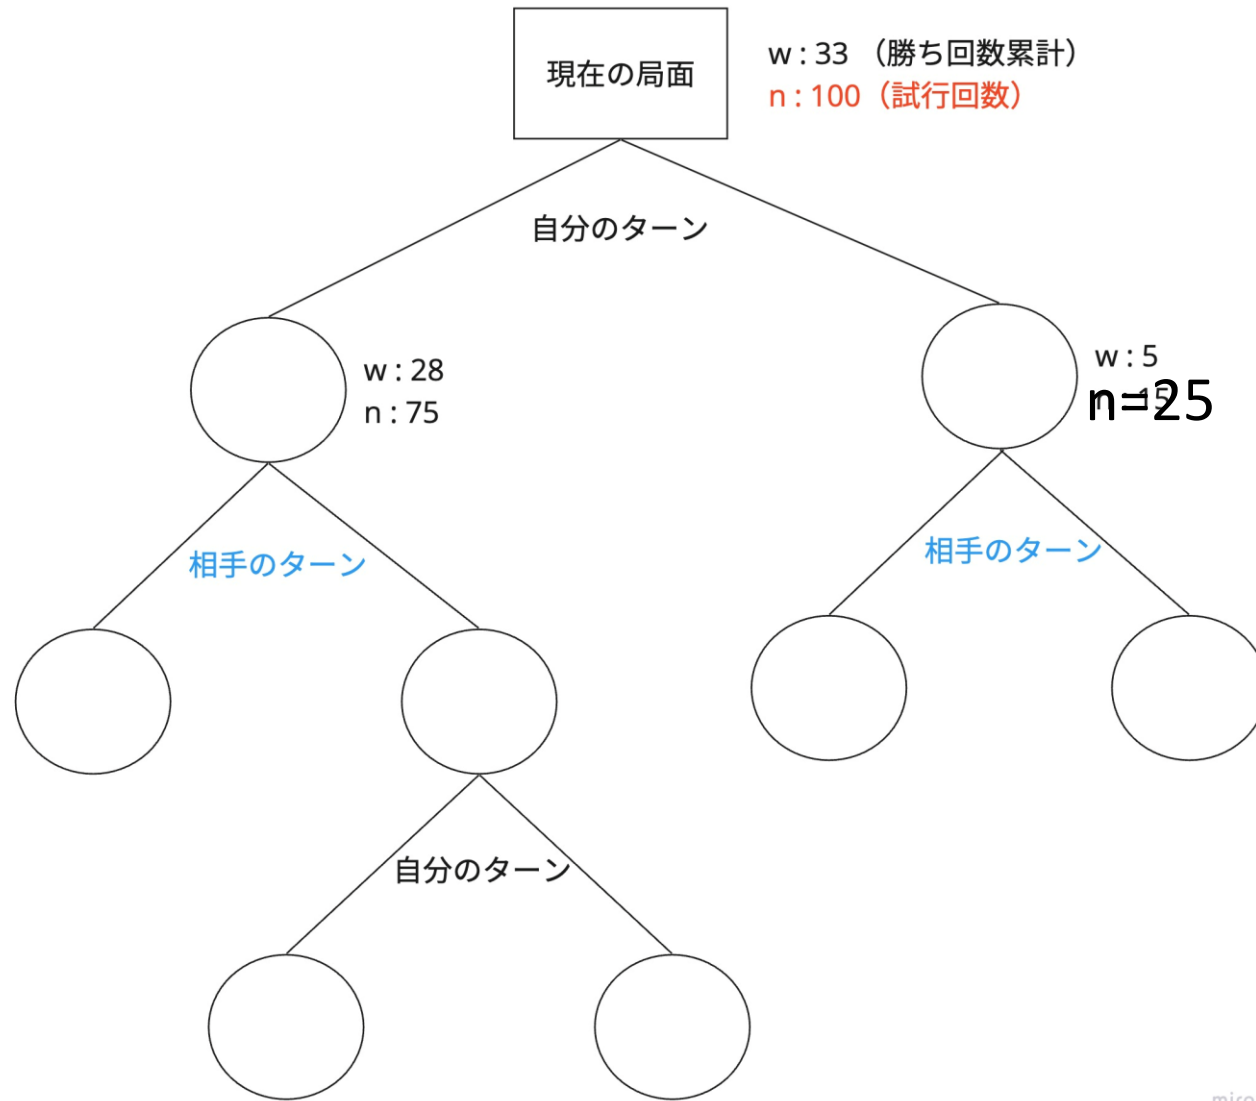 現在の局面
w : 33 （勝ち回数累計）
n : 100（試行回数）
自分のターン
w : 28
n : 75
w : 5
n=25
相手のターン
相手のターン
自分のターン